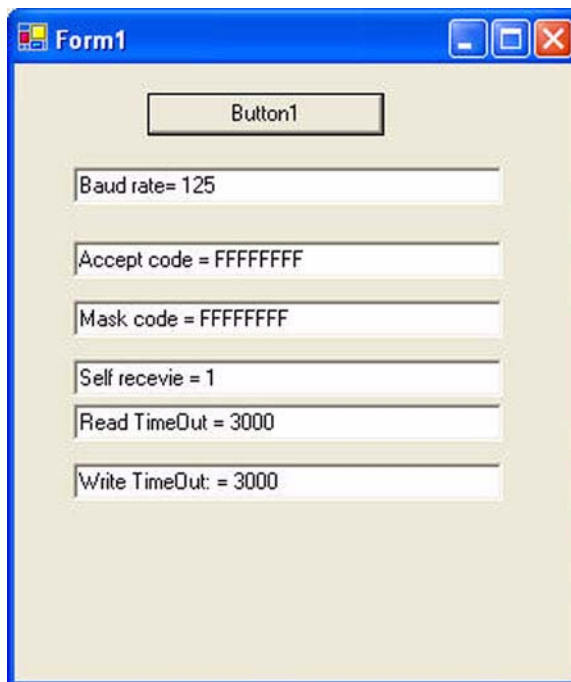 Form1
Button1
Baud rate= 125
Accept code = FFFFFFFF
Mask code = FFFFFFFF
Self recevie = 1
Read TimeOut = 3000
Write TimeOut: = 3000